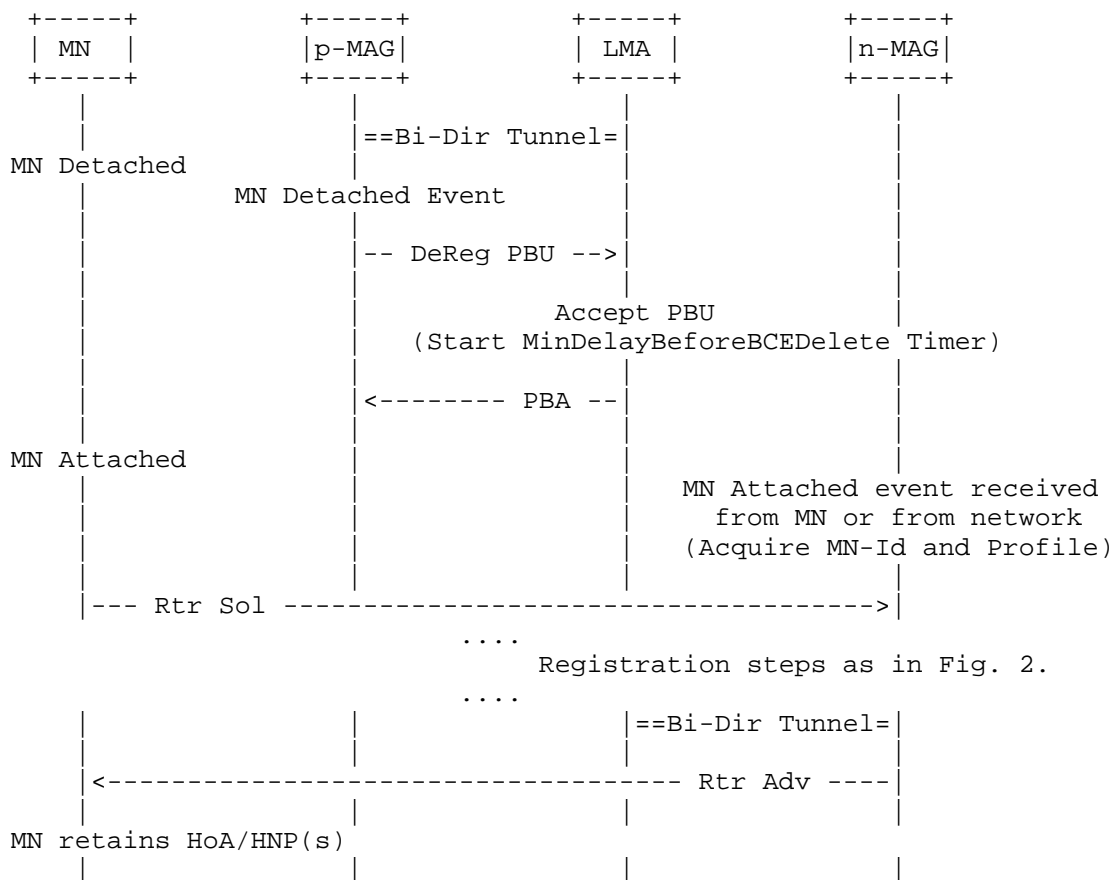 MN p-MAG LMA n-MAG
==Bi-Dir Tunnel=
MN Detached
MN Detached Event
-- DeReg PBU -->
Accept PBU
(Start MinDelayBeforeBCEDelete Timer)
<-------- PBA --
MN Attached
MN Attached event received
from MN or from network
(Acquire MN-Id and Profile)
--- Rtr Sol ------------------------------------->
....
Registration steps as in Fig. 2.
....
==Bi-Dir Tunnel=
<------------------------------------ Rtr Adv ----
MN retains HoA/HNP(s)